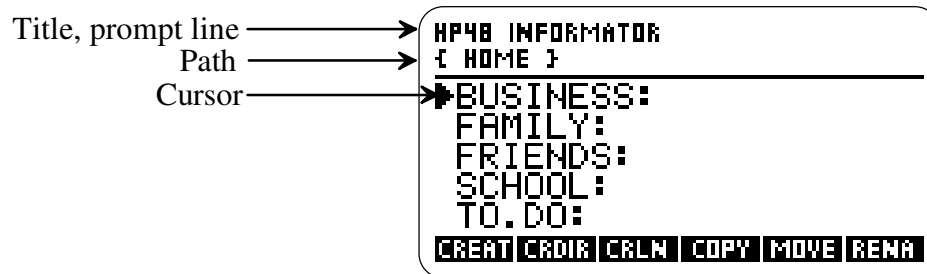 Title, prompt line
Path
Cursor
HP48 INFORMATOR
{ HOME }
BUSINESS:
FAMILY:
FRIENDS:
SCHOOL:
TO.DO:
CREAT CRDIR CRLN COPY MOVE RENA